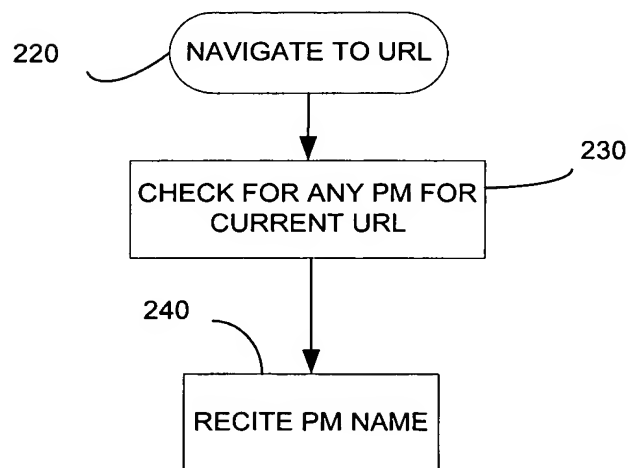 220
NAVIGATE TO URL
230
CHECK FOR ANY PM FOR
CURRENT URL
240
RECITE PM NAME